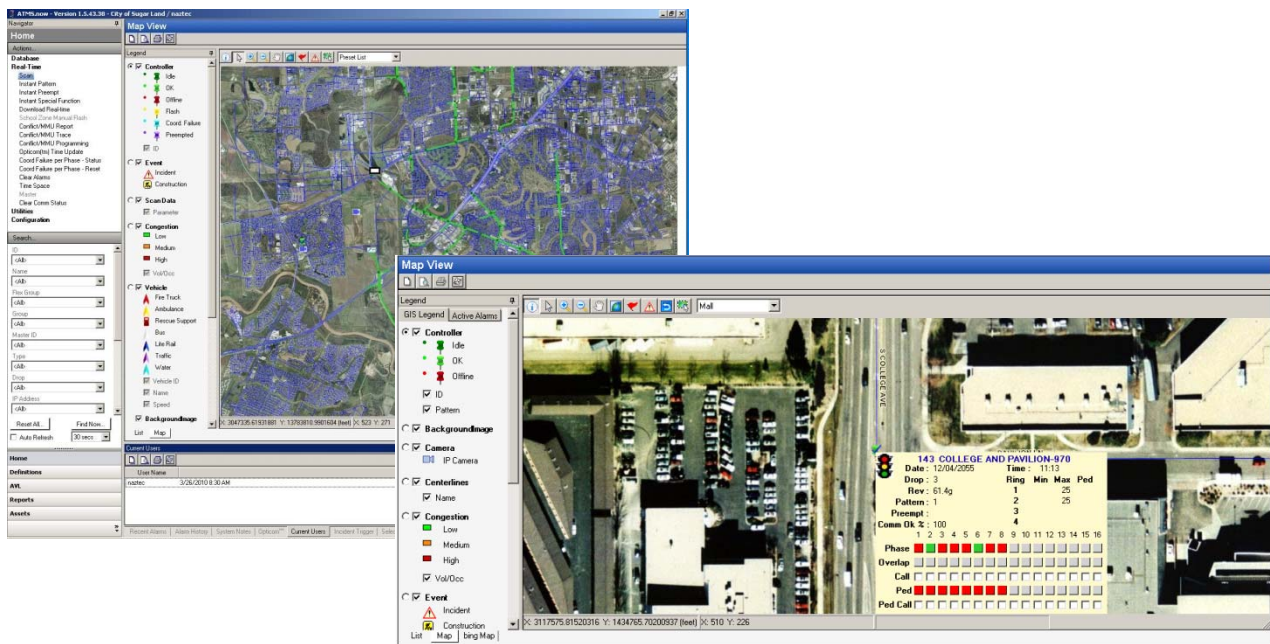 ATMS.now - Version 1.5.43.30 - City of Sugar Land / naztec
Navigator
Home
Actions...
Database
Real-Time
Scan
Instant Pattern
Instant Preempt
Instant Special Function
Download Real-time
School Zone Manual Flash
Conflict/MMU Report
Conflict/MMU Trace
Conflict/MMU Programming
Opticon(tm) Time Update
Coord Failure per Phase - Status
Coord Failure per Phase - Reset
Clear Alarms
Time Space
Master
Clear Comm Status
Utilities
Configuration
Search...
ID
<All>
Name
<All>
Flex Group
<All>
Group
<All>
Master ID
<All>
Type
<All>
Drop
<All>
IP Address
<All>
Reset All... Find Now...
Auto Refresh 30 secs
Home
Definitions
AVL
Reports
Assets
Map View
Legend
Preset List
Controller
Idle
OK
Offline
Flash
Coord. Failure
Preempted
ID
Event
Incident
Construction
Scan Data
Parameter
Congestion
Low
Medium
High
Vol/Occ
Vehicle
Fire Truck
Ambulance
Rescue Support
Bus
Lite Rail
Traffic
Water
Vehicle ID
Name
Speed
BackgroundImage
List Map
X: 3047335.61931881 Y: 13783810.9901604 (feet) X: 523 Y: 271
Current Users
User Name
naztec 3/26/2010 8:30 AM
Recent Alarms Alarm History System Notes Opticon™ Current Users Incident Trigger
Map View
Legend
Mall
GIS Legend Active Alarms
Controller
Idle
OK
Offline
ID
Pattern
BackgroundImage
Camera
IP Camera
Centerlines
Name
Congestion
Low
Medium
High
Vol/Occ
Event
Incident
Construction
List Map bing Map
X: 3117575.81520316 Y: 1434765.70200937 (feet) X: 510 Y: 226
S COLLEGE AVE
143 COLLEGE AND PAVILION-970
Date : 12/04/2055 Time : 11:13
Drop : 3 Ring Min Max Ped
Rev : 61.4g 1 25
Pattern : 1 2 25
Preempt : 3
Comm Ok % : 100 4
1 2 3 4 5 6 7 8 9 10 11 12 13 14 15 16
Phase
Overlap
Call
Ped
Ped Call